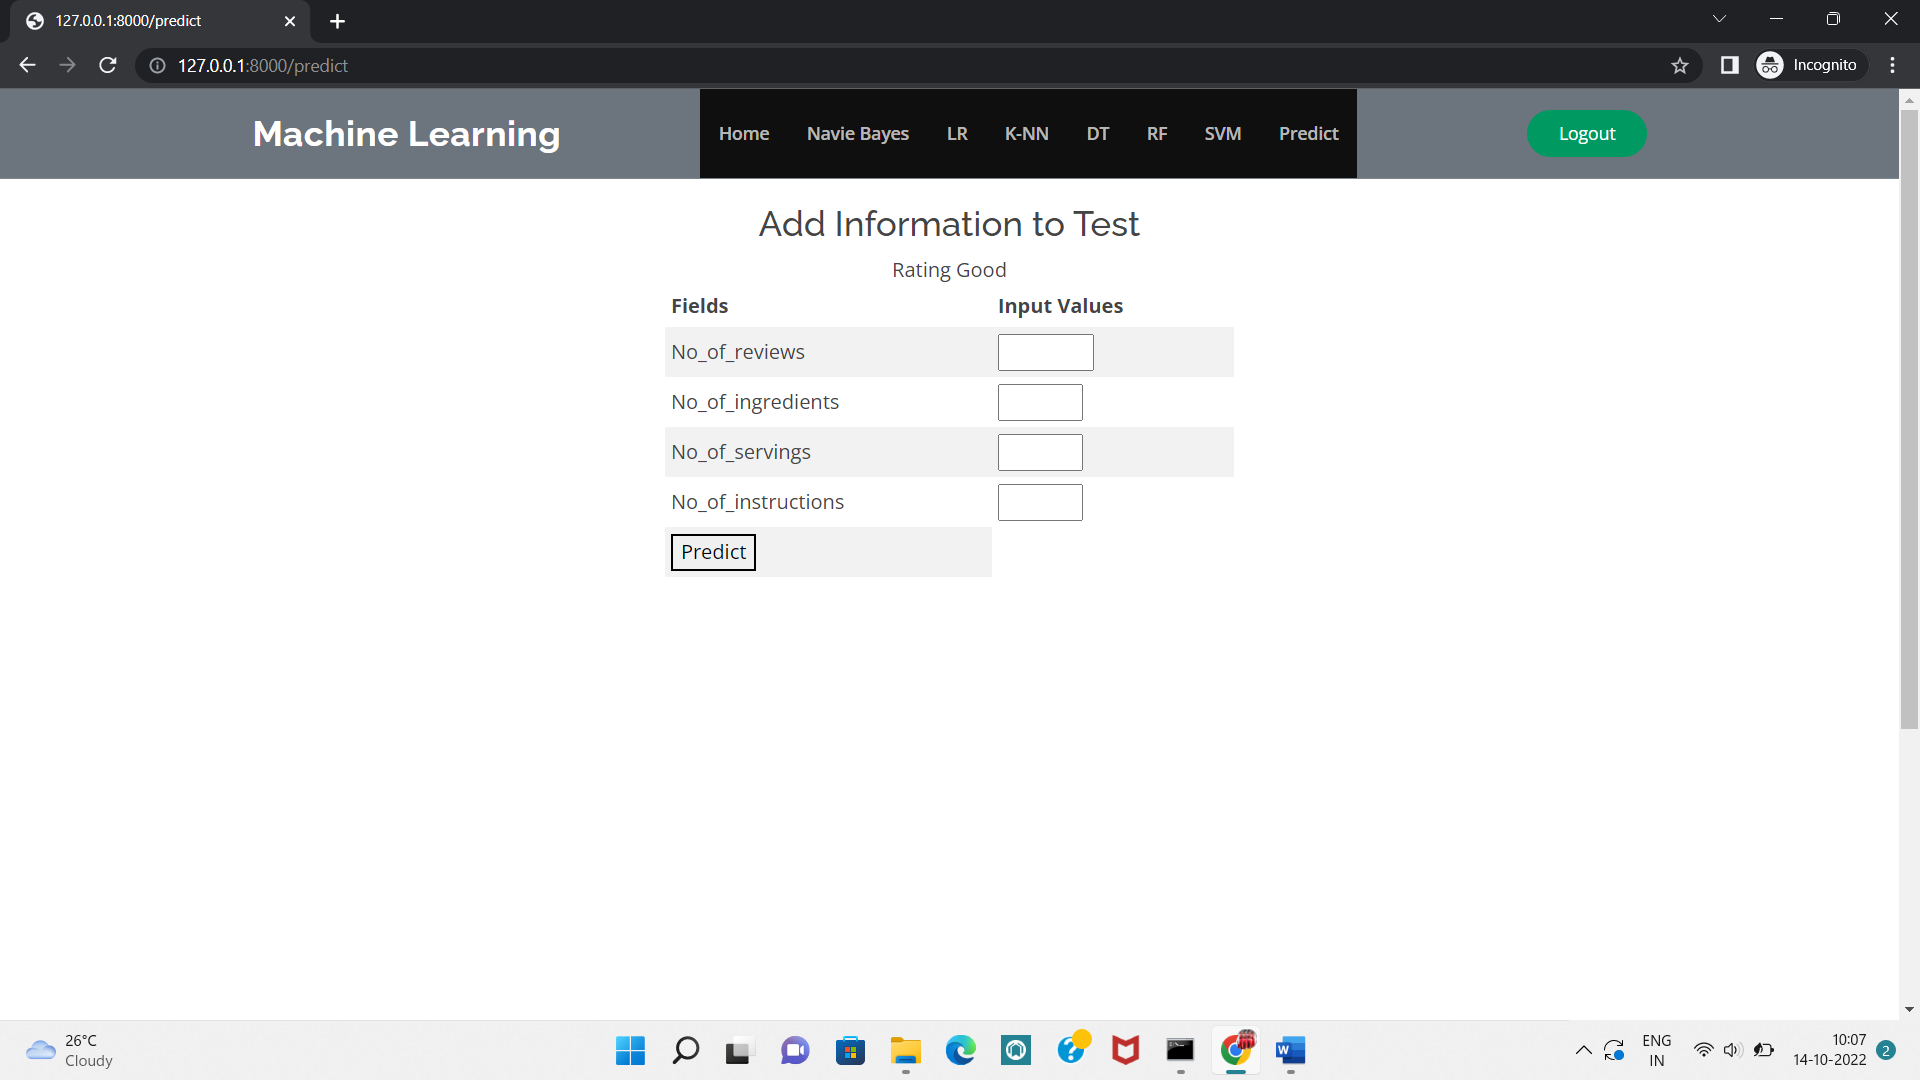 127.0.0.1:8000/predict
127.0.0.1:8000/predict
Incognito
Machine Learning
Home Navie Bayes LR K-NN DT RF SVM Predict
Logout
Add Information to Test
Rating Good
Fields Input Values
No_of_reviews
No_of_ingredients
No_of_servings
No_of_instructions
Predict
26°C
Cloudy
ENG
IN
10:07
14-10-2022
2